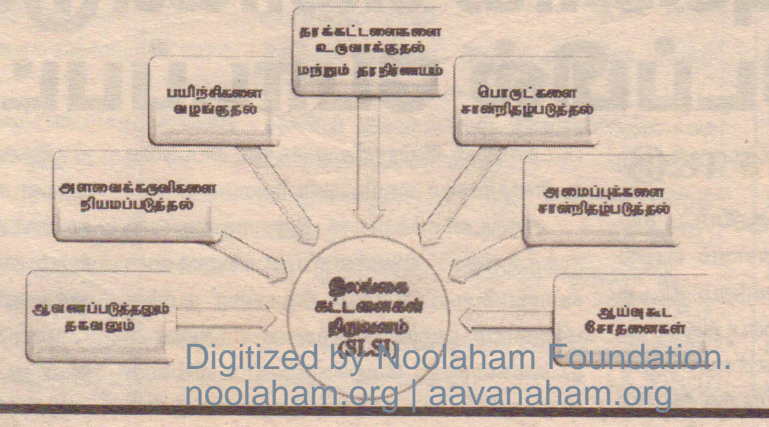 தரக்கட்டளைகளை
உருவாக்குதல்
மற்றும் தரநிர்ணயம்
பயிற்சிகளை
வழங்குதல்
பொருட்களை
சான்றிதழ்படுத்தல்
அளவைக்கருவிகளை
நியமப்படுத்தல்
அமைப்புக்களை
சான்றிதழ்படுத்தல்
ஆவணப்படுத்தலும்
தகவலும்
இலங்கை
கட்டளைகள்
நிறுவனம்
(SLSI)
ஆய்வுகூட
சோதனைகள்
Digitized by Noolaham Foundation.
noolaham.org | aavanaham.org